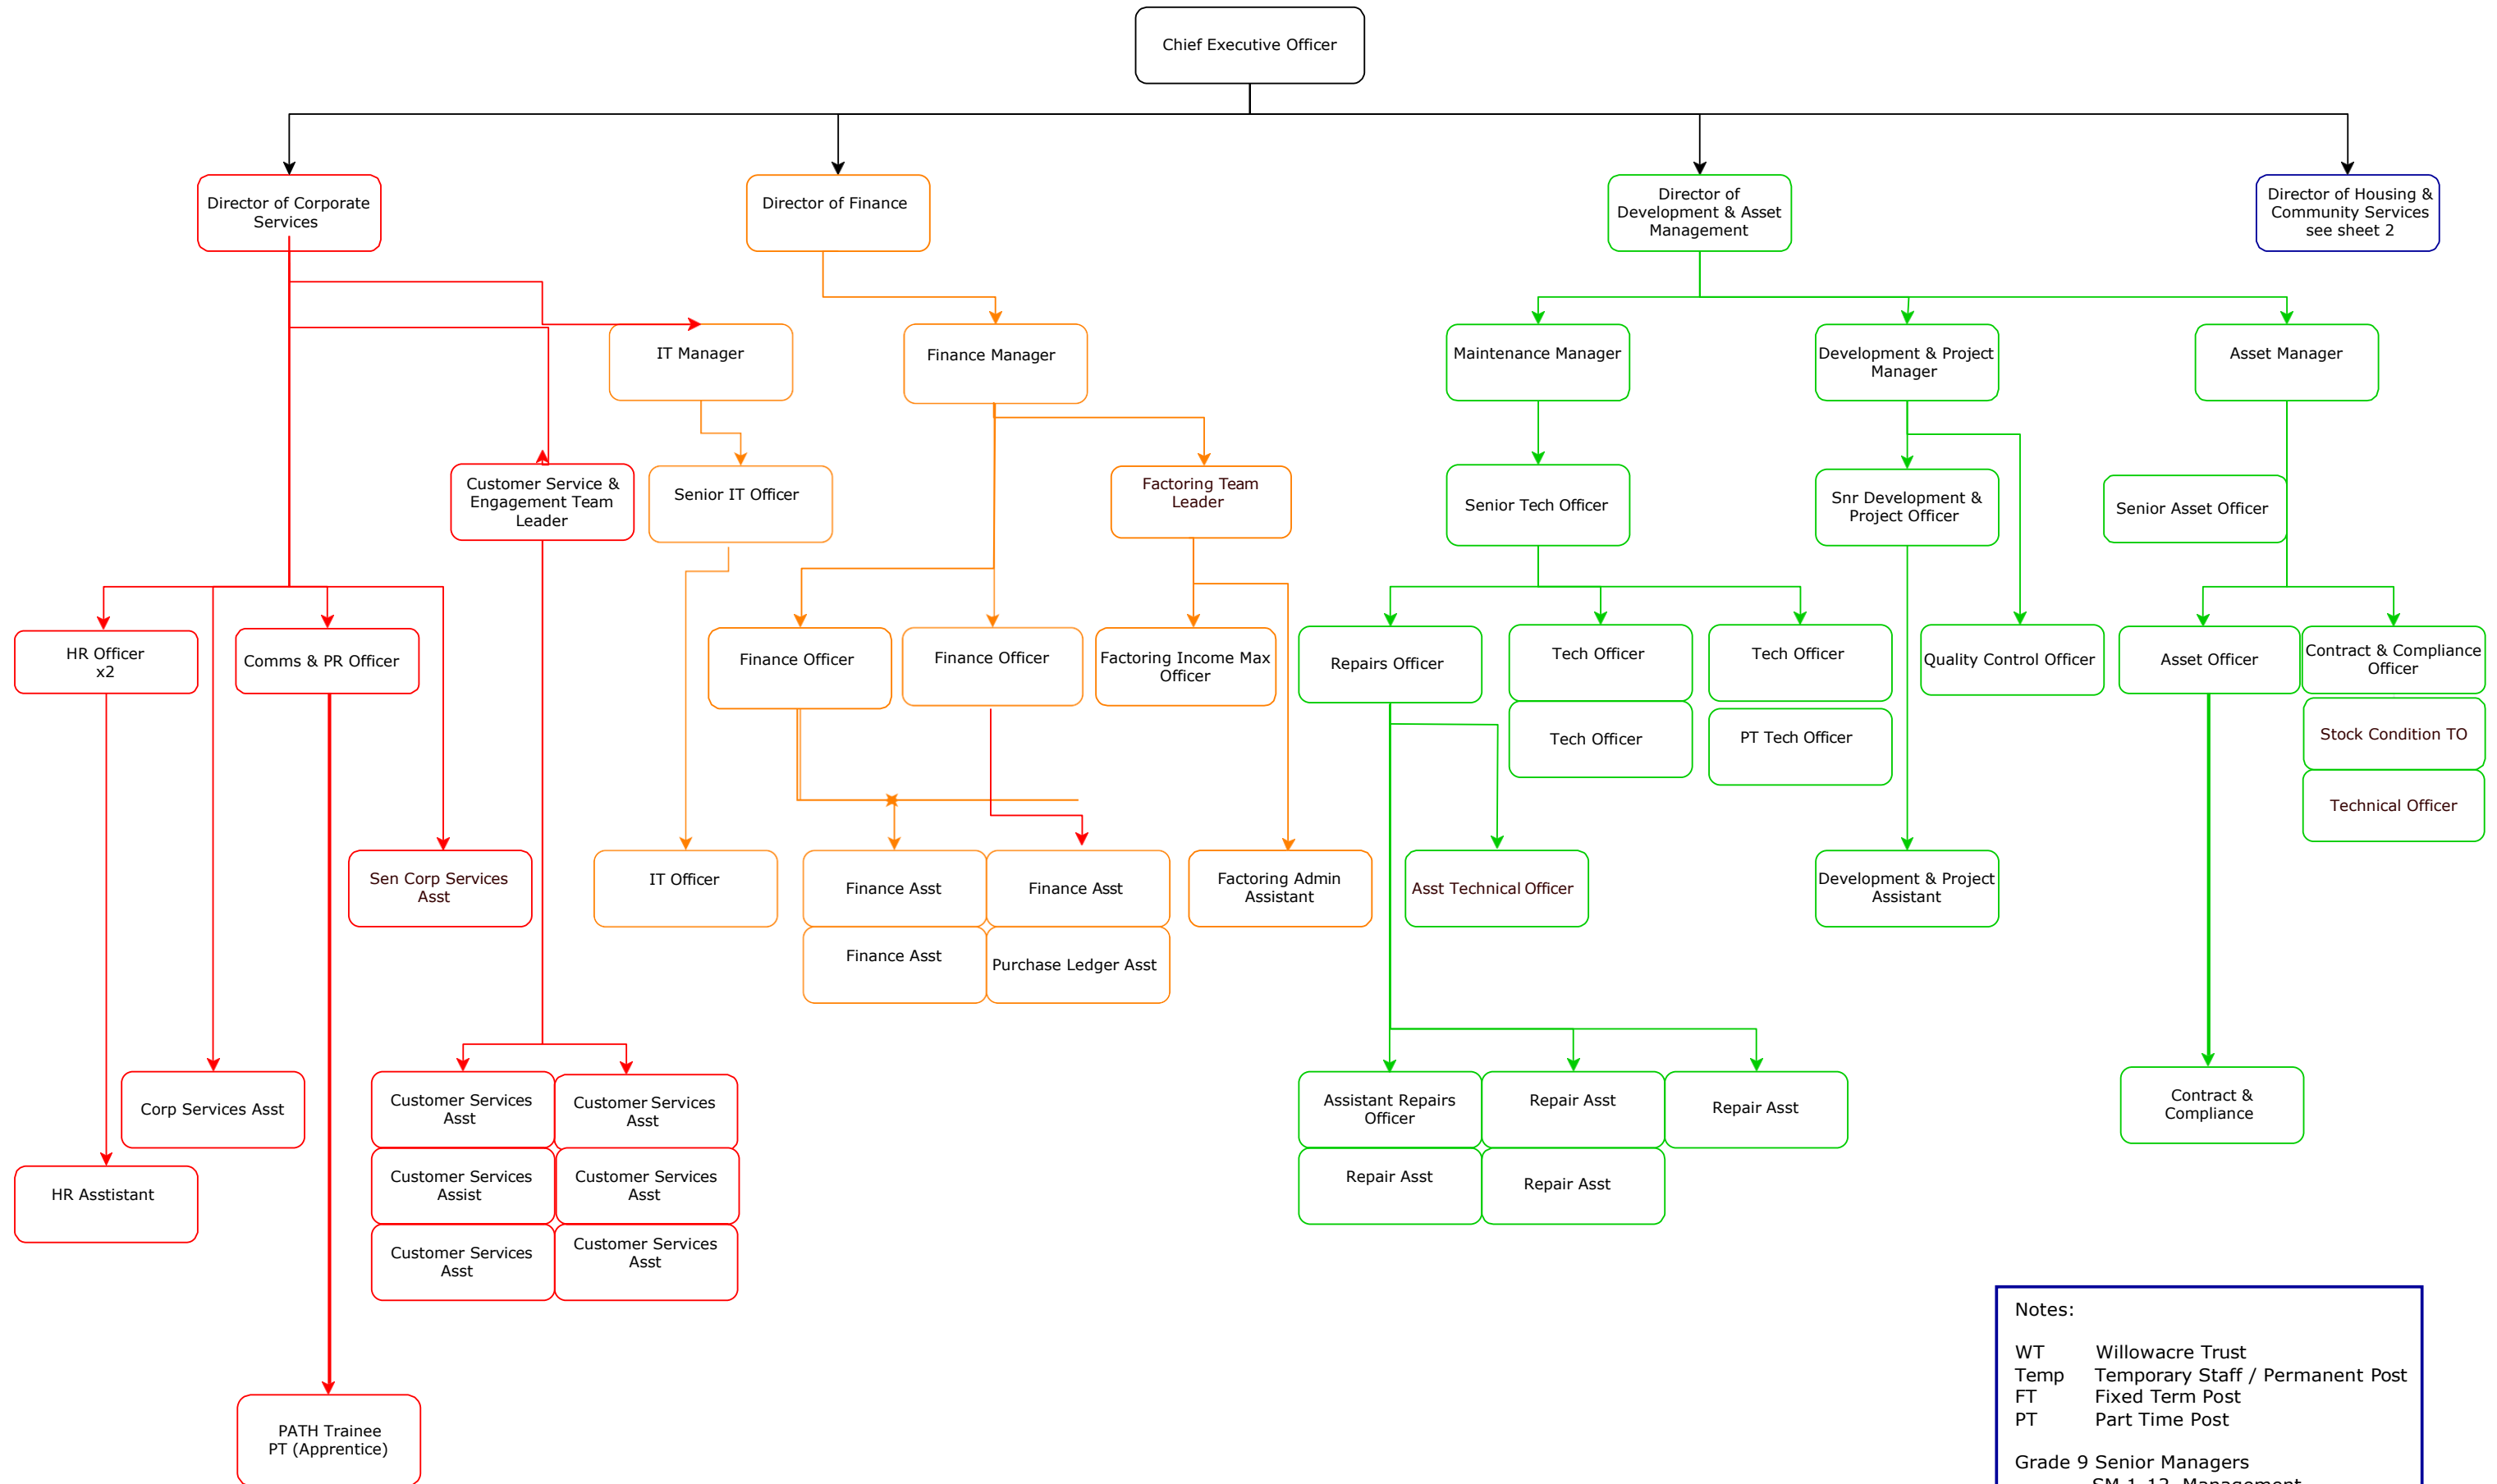 Chief Executive Officer
Director of Corporate
Services
Director of Finance
Director of
Development & Asset
Management
Director of Housing &
Community Services
see sheet 2
IT Manager
Finance Manager
Maintenance Manager
Development & Project
Manager
Asset Manager
Customer Service &
Engagement Team
Leader
Senior IT Officer
Factoring Team
Leader
Senior Tech Officer
Snr Development &
Project Officer
Senior Asset Officer
HR Officer
x2
Comms & PR Officer
Finance Officer
Finance Officer
Factoring Income Max
Officer
Repairs Officer
Tech Officer
Tech Officer
Quality Control Officer
Asset Officer
Contract & Compliance
Officer
Tech Officer
PT Tech Officer
Stock Condition TO
Technical Officer
Sen Corp Services
Asst
IT Officer
Finance Asst
Finance Asst
Factoring Admin
Assistant
Asst Technical Officer
Development & Project
Assistant
Finance Asst
Purchase Ledger Asst
Corp Services Asst
Customer Services
Asst
Customer Services
Asst
Assistant Repairs
Officer
Repair Asst
Repair Asst
Contract &
Compliance
HR Asstistant
Customer Services
Assist
Customer Services
Asst
Repair Asst
Repair Asst
Customer Services
Asst
Customer Services
Asst
PATH Trainee
PT (Apprentice)
Notes:
WT Willowacre Trust
Temp Temporary Staff / Permanent Post
FT Fixed Term Post
PT Part Time Post
Grade 9 Senior Managers
SM 1-13 Management